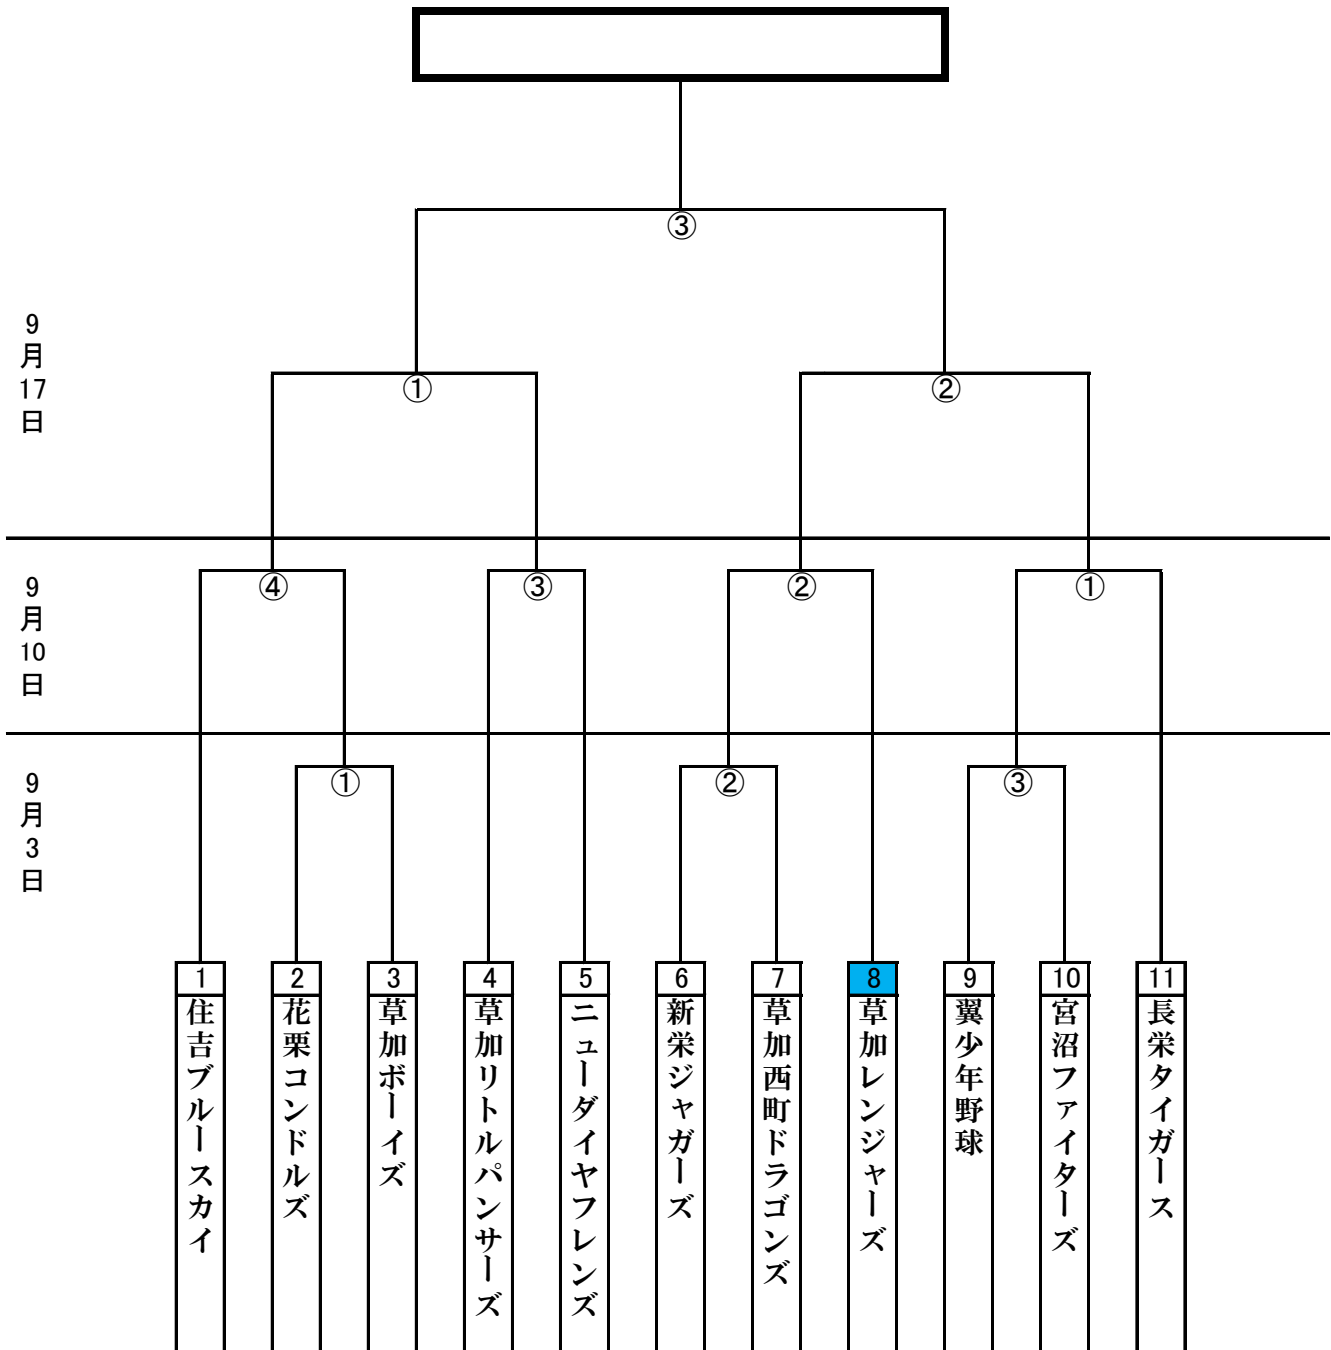 ③
① ②
9月17日
④ ③ ② ①
9月10日
① ② ③
9月3日
1 2 3 4 5 6 7 8 9 10 11
住吉ブルースカイ
花栗コンドルズ
草加ボーイズ
草加リトルパンサーズ
ニューダイヤフレンズ
新栄ジャガーズ
草加西町ドラゴンズ
草加レンジャーズ
翼少年野球
宮沼ファイターズ
長栄タイガース